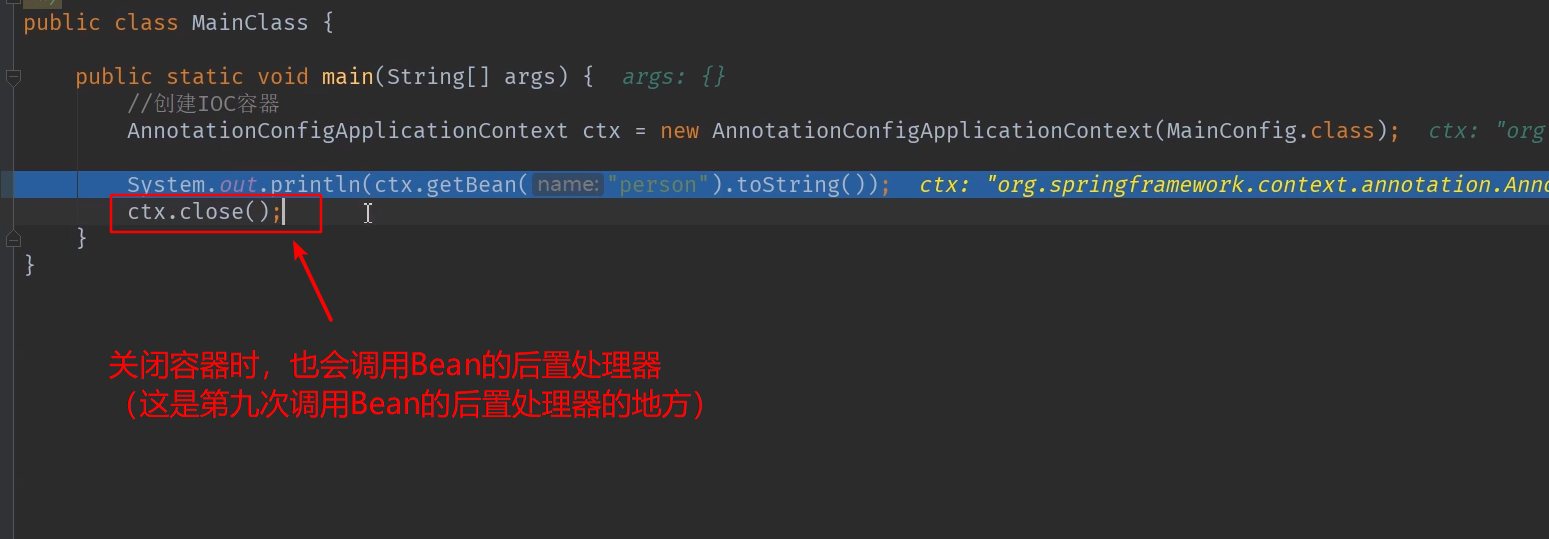 public class MainClass {
public static void main(String[] args) { args: {}
//创建IOC容器
AnnotationConfigApplicationContext ctx = new AnnotationConfigApplicationContext(MainConfig.class); ctx: "org
System.out.println(ctx.getBean( name: "person").toString()); ctx: "org.springframework.context.annotation.Anno
ctx.close();
}
}
关闭容器时，也会调用Bean的后置处理器
（这是第九次调用Bean的后置处理器的地方）